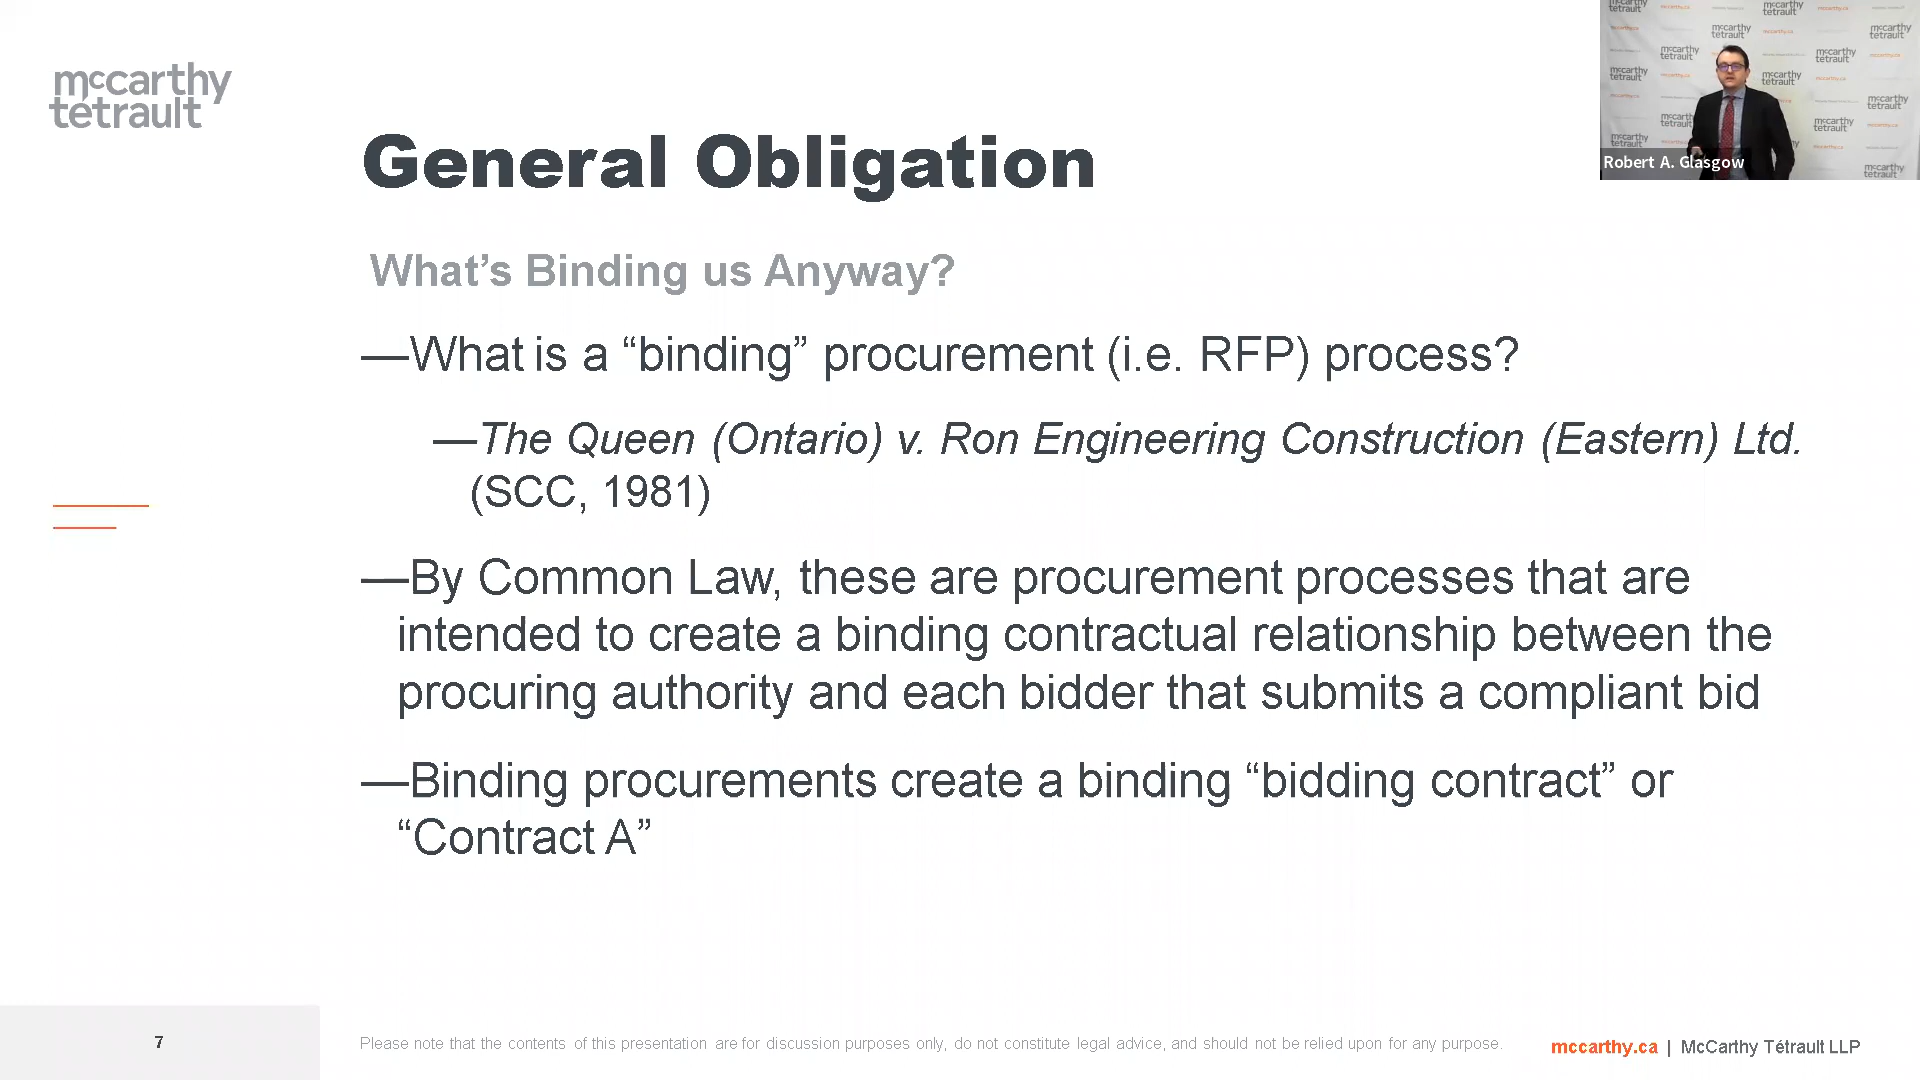 mccarthy
tetrault
General Obligation
What’s Binding us Anyway?
—What is a “binding” procurement (i.e. RFP) process?
—The Queen (Ontario) v. Ron Engineering Construction (Eastern) Ltd.
(SCC, 1981)
—By Common Law, these are procurement processes that are
intended to create a binding contractual relationship between the
procuring authority and each bidder that submits a compliant bid
—Binding procurements create a binding “bidding contract” or
“Contract A”
Robert A. Glasgow
7
Please note that the contents of this presentation are for discussion purposes only, do not constitute legal advice, and should not be relied upon for any purpose.
mccarthy.ca | McCarthy Tétrault LLP